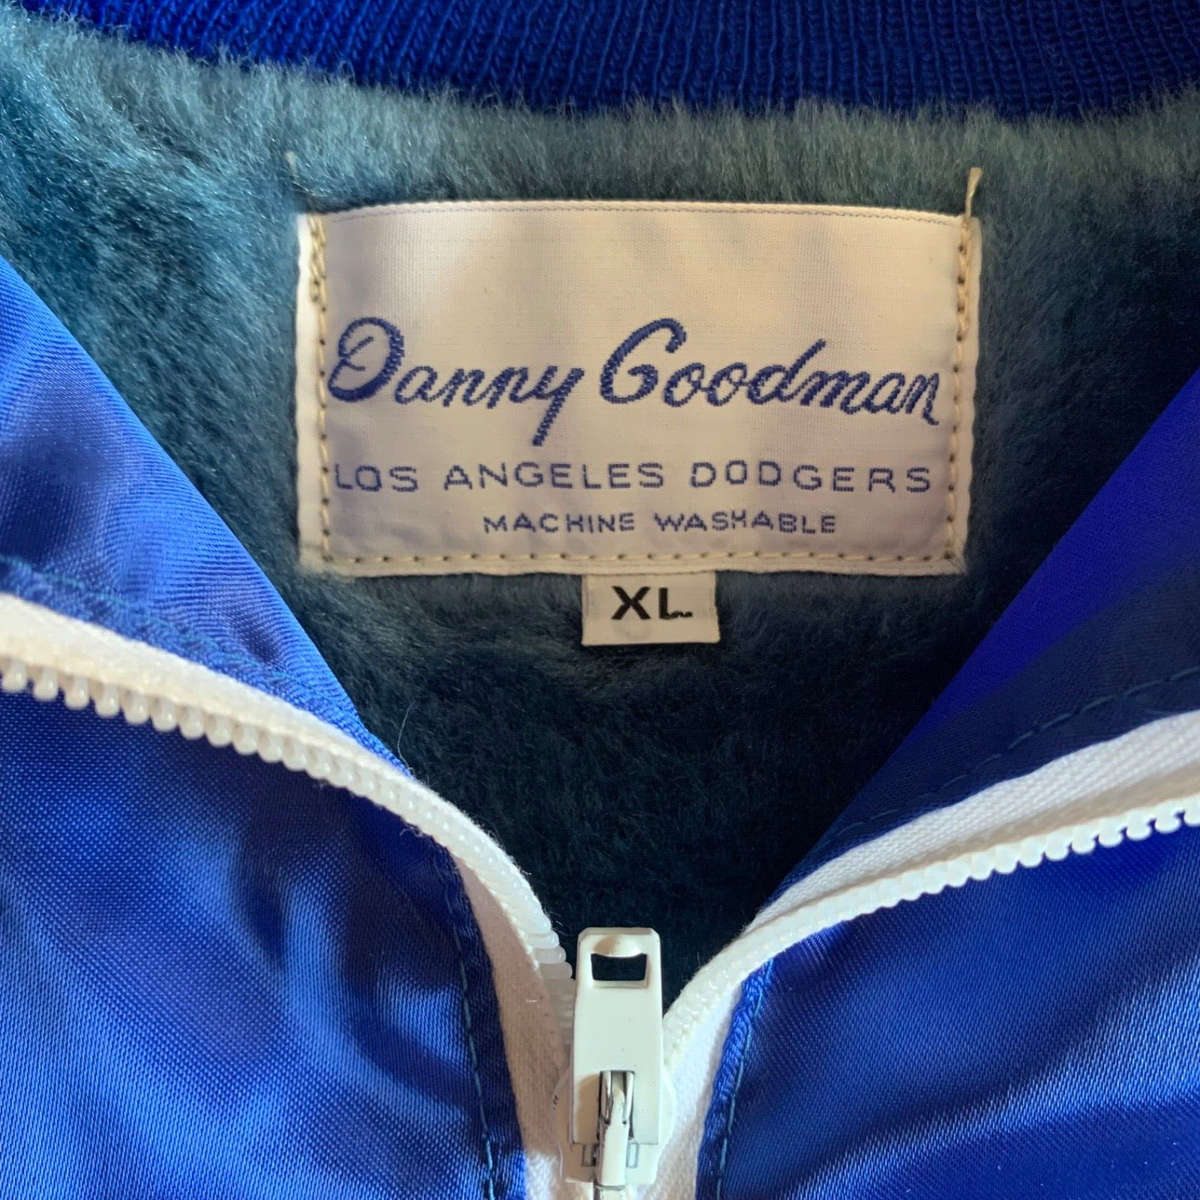 Danny Goodman
LOS ANGELES DODGERS
MACHINE WASHABLE
XL